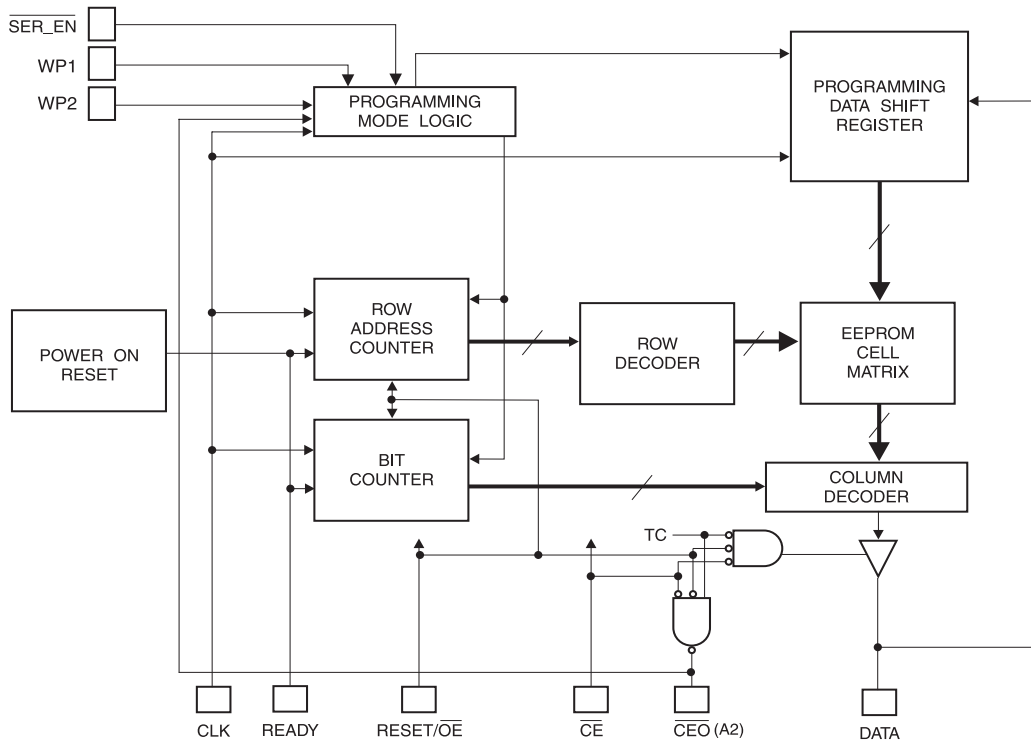 SER_EN
WP1
WP2
PROGRAMMING
MODE LOGIC
PROGRAMMING
DATA SHIFT
REGISTER
POWER ON
RESET
ROW
ADDRESS
COUNTER
ROW
DECODER
EEPROM
CELL
MATRIX
BIT
COUNTER
COLUMN
DECODER
TC
CLK
READY
RESET/OE
CE
CEO (A2)
DATA